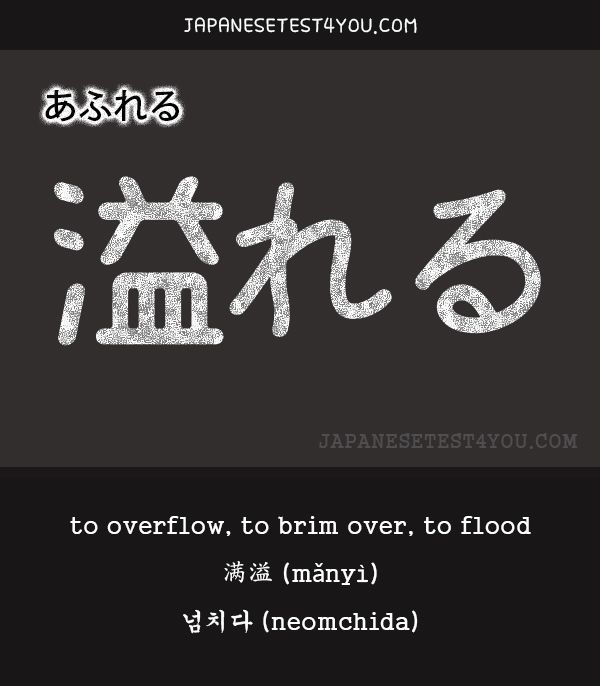 JAPANESETEST4YOU.COM
あふれる
溢れる
JAPANESETEST4YOU.COM
to overflow, to brim over, to flood
满溢 (mǎnyì)
넘치다 (neomchida)